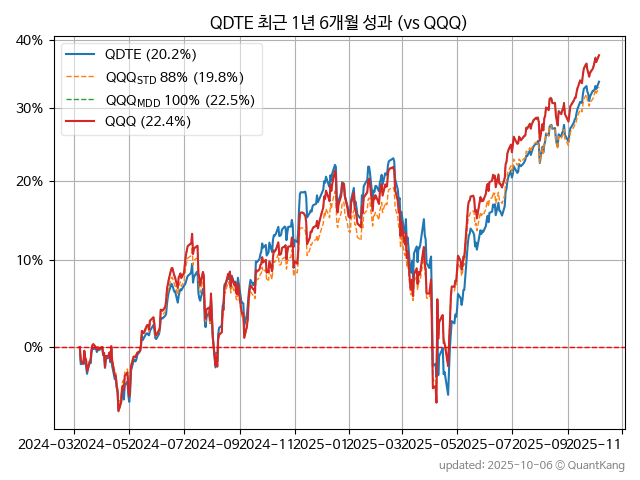 QDTE 최근 1년 6개월 성과 (vs QQQ)
40%
30%
20%
10%
0%
QDTE (20.2%)
QQQSTD 88% (19.8%)
QQQMDD 100% (22.5%)
QQQ (22.4%)
2024-03 2024-05 2024-07 2024-09 2024-11 2025-01 2025-03 2025-05 2025-07 2025-09 2025-11
updated: 2025-10-06 © QuantKang